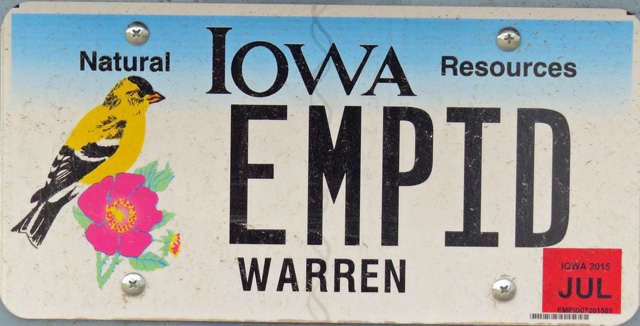 IOWA
Natural Resources
EMPID
WARREN
IOWA 2015
JUL